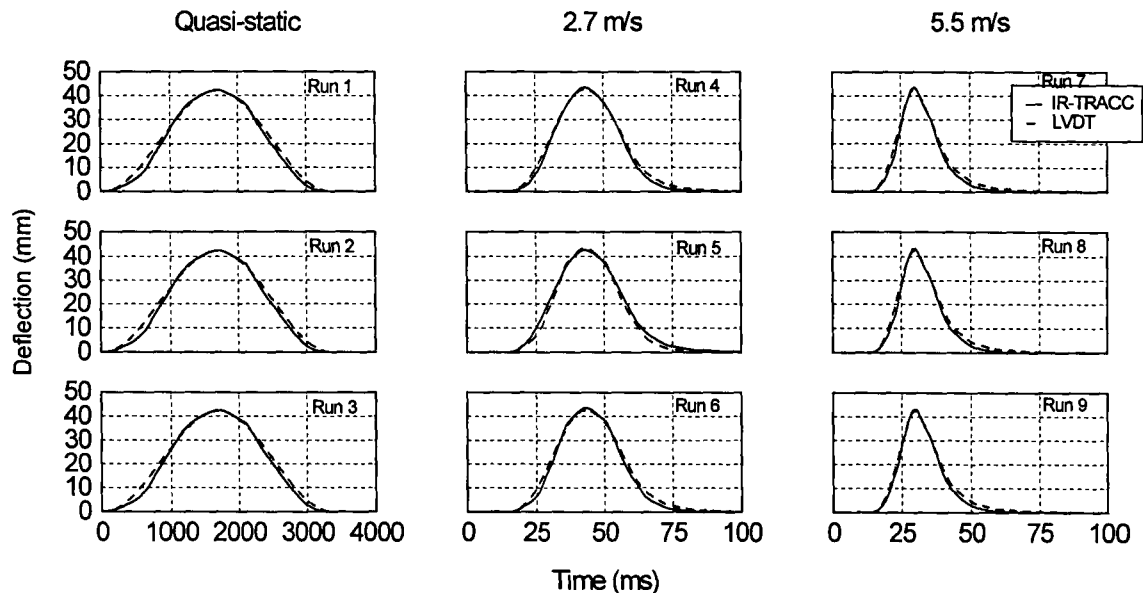 Quasi-static 2.7 m/s 5.5 m/s
50 Run 1 Run 4 Run 7
40 — IR-TRACC
30 -- LVDT
20
10
0
50 Run 2 Run 5 Run 8
40
30
20
10
0
50 Run 3 Run 6 Run 9
40
30
20
10
0
0 1000 2000 3000 4000 0 25 50 75 100 0 25 50 75 100
Deflection (mm)
Time (ms)